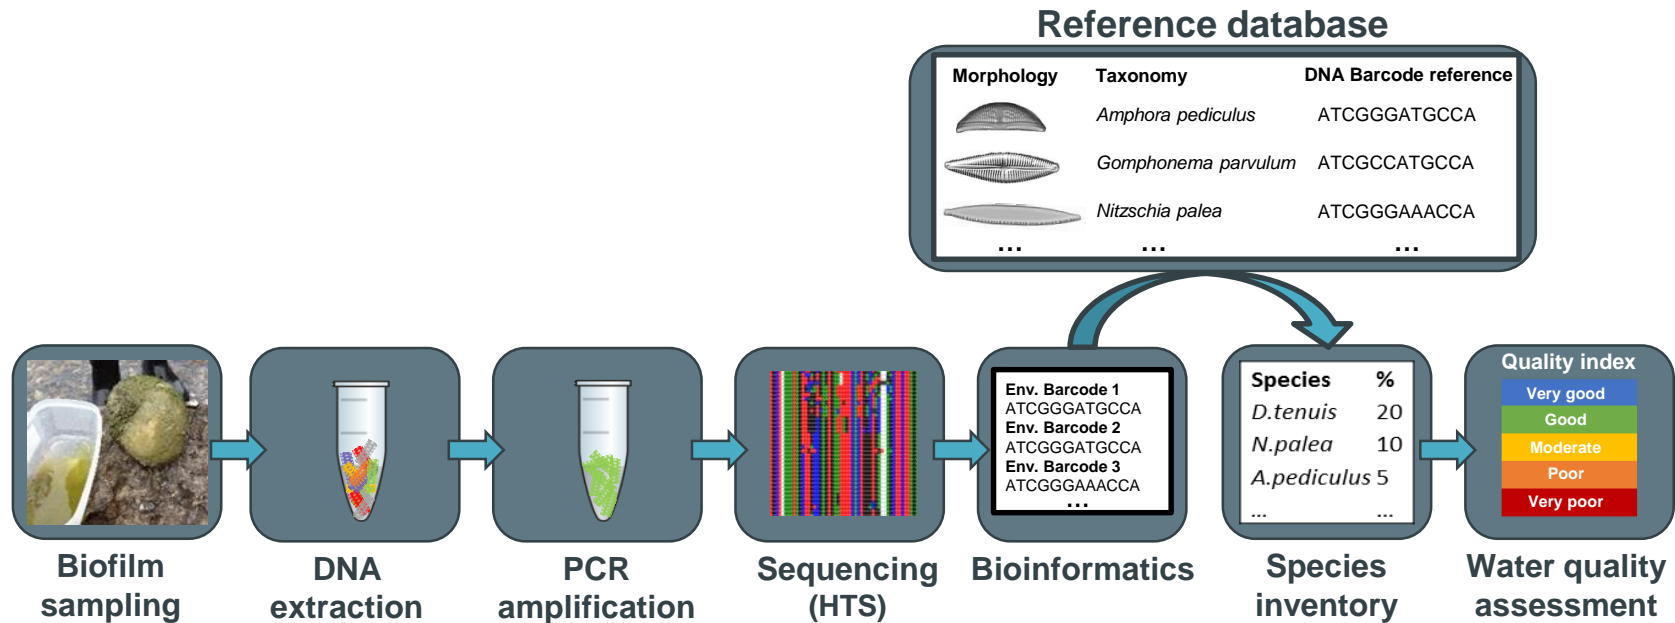 Reference database
Morphology Taxonomy DNA Barcode reference
Amphora pediculus ATCGGGATGCCA
Gomphonema parvulum ATCGCCATGCCA
Nitzschia palea ATCGGGAAACCA
... ... ...
Env. Barcode 1
ATCGGGATGCCA
Env. Barcode 2
ATCGGGATGCCA
Env. Barcode 3
ATCGGGAAACCA
...
Species %
D.tenuis 20
N.palea 10
A.pediculus 5
... ...
Quality index
Very good
Good
Moderate
Poor
Very poor
Biofilm
sampling
DNA
extraction
PCR
amplification
Sequencing
(HTS)
Bioinformatics
Species
inventory
Water quality
assessment